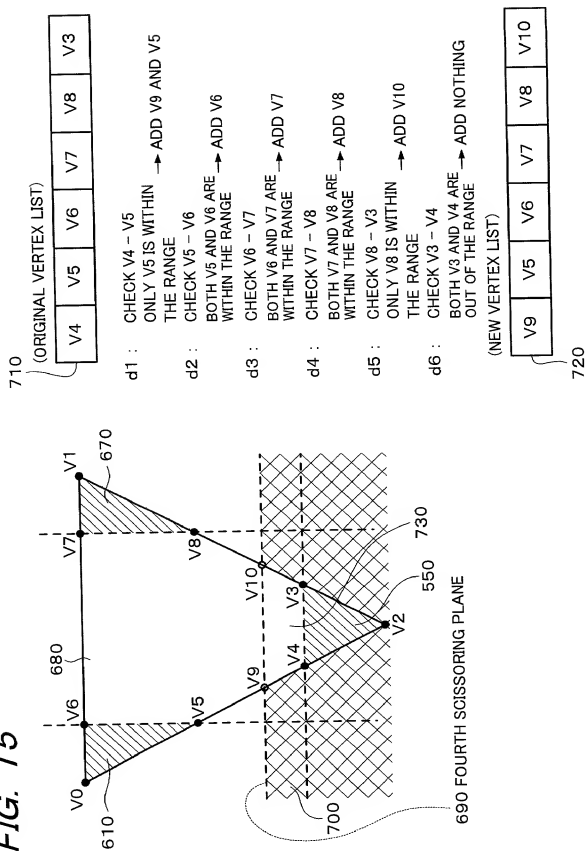 FIG. 15
V0
V6
V7
V1
680
610
670
V5
V8
V9
V10
V4
V3
730
550
V2
700
690 FOURTH SCISSORING PLANE
710
(ORIGINAL VERTEX LIST)
V4 V5 V6 V7 V8 V3
d1 : CHECK V4 – V5
ONLY V5 IS WITHIN → ADD V9 AND V5
THE RANGE
d2 : CHECK V5 – V6
BOTH V5 AND V6 ARE → ADD V6
WITHIN THE RANGE
d3 : CHECK V6 – V7
BOTH V6 AND V7 ARE → ADD V7
WITHIN THE RANGE
d4 : CHECK V7 – V8
BOTH V7 AND V8 ARE → ADD V8
WITHIN THE RANGE
d5 : CHECK V8 – V3
ONLY V8 IS WITHIN → ADD V10
THE RANGE
d6 : CHECK V3 – V4
BOTH V3 AND V4 ARE → ADD NOTHING
OUT OF THE RANGE
(NEW VERTEX LIST)
V9 V5 V6 V7 V8 V10
720